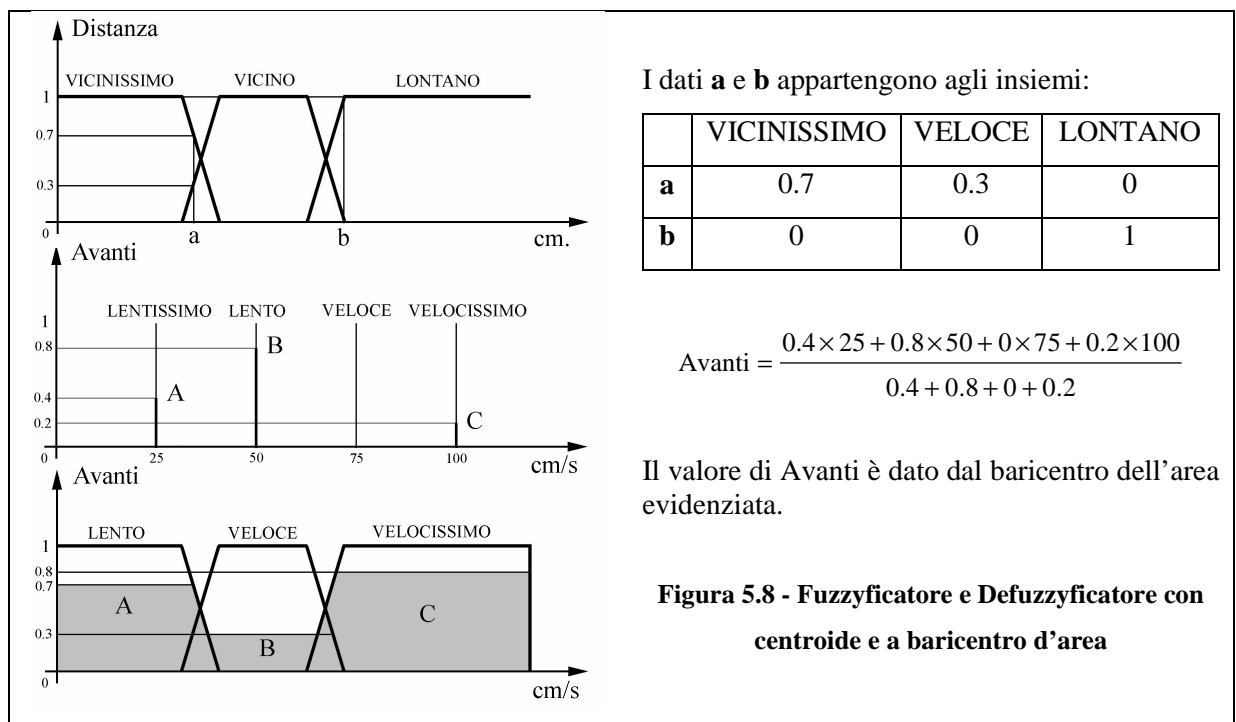 Distanza
VICINISSIMO VICINO LONTANO
1
0.7
0.3
0 a b cm.
Avanti
LENTISSIMO LENTO VELOCE VELOCISSIMO
1
0.8 B
0.4 A
0.2 C
0 25 50 75 100 cm/s
Avanti
LENTO VELOCE VELOCISSIMO
1
0.8
0.7
A C
0.3
B
0
cm/s
I dati a e b appartengono agli insiemi:
VICINISSIMO VELOCE LONTANO
a 0.7 0.3 0
b 0 0 1
Avanti = (0.4 × 25 + 0.8 × 50 + 0 × 75 + 0.2 × 100) / (0.4 + 0.8 + 0 + 0.2)
Il valore di Avanti è dato dal baricentro dell’area
evidenziata.
Figura 5.8 - Fuzzyficatore e Defuzzyficatore con
centroide e a baricentro d’area